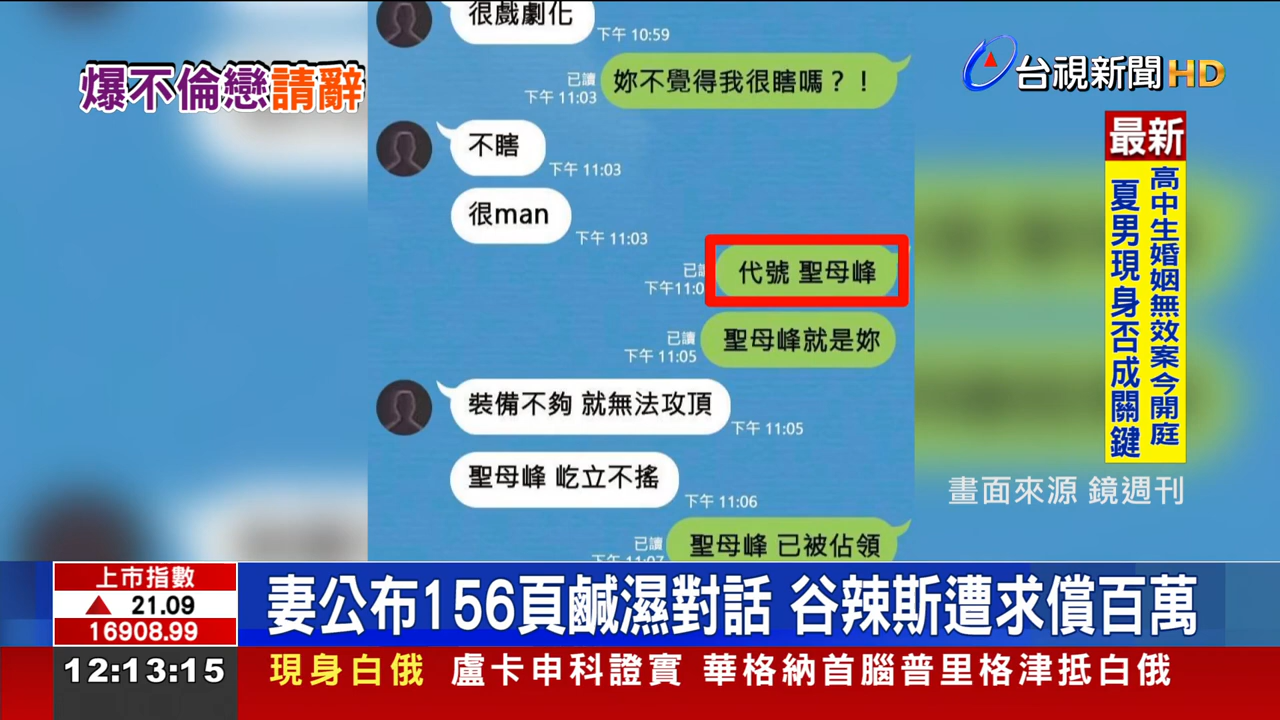 爆不倫戀請辭
台視新聞HD
最新
高中生婚姻無效案今開庭
夏男現身否成關鍵
很戲劇化
下午 10:59
妳不覺得我很瞎嗎？！
已讀
下午 11:03
不瞎
下午 11:03
很man
下午 11:03
代號 聖母峰
聖母峰就是妳
已讀
下午 11:05
裝備不夠 就無法攻頂
下午 11:05
聖母峰 屹立不搖
下午 11:06
聖母峰 已被佔領
已讀
下午 11:07
畫面來源 鏡週刊
上市指數
▲ 21.09
16908.99
妻公布156頁鹹濕對話 谷辣斯遭求償百萬
12:13:15
現身白俄 盧卡申科證實 華格納首腦普里格津抵白俄